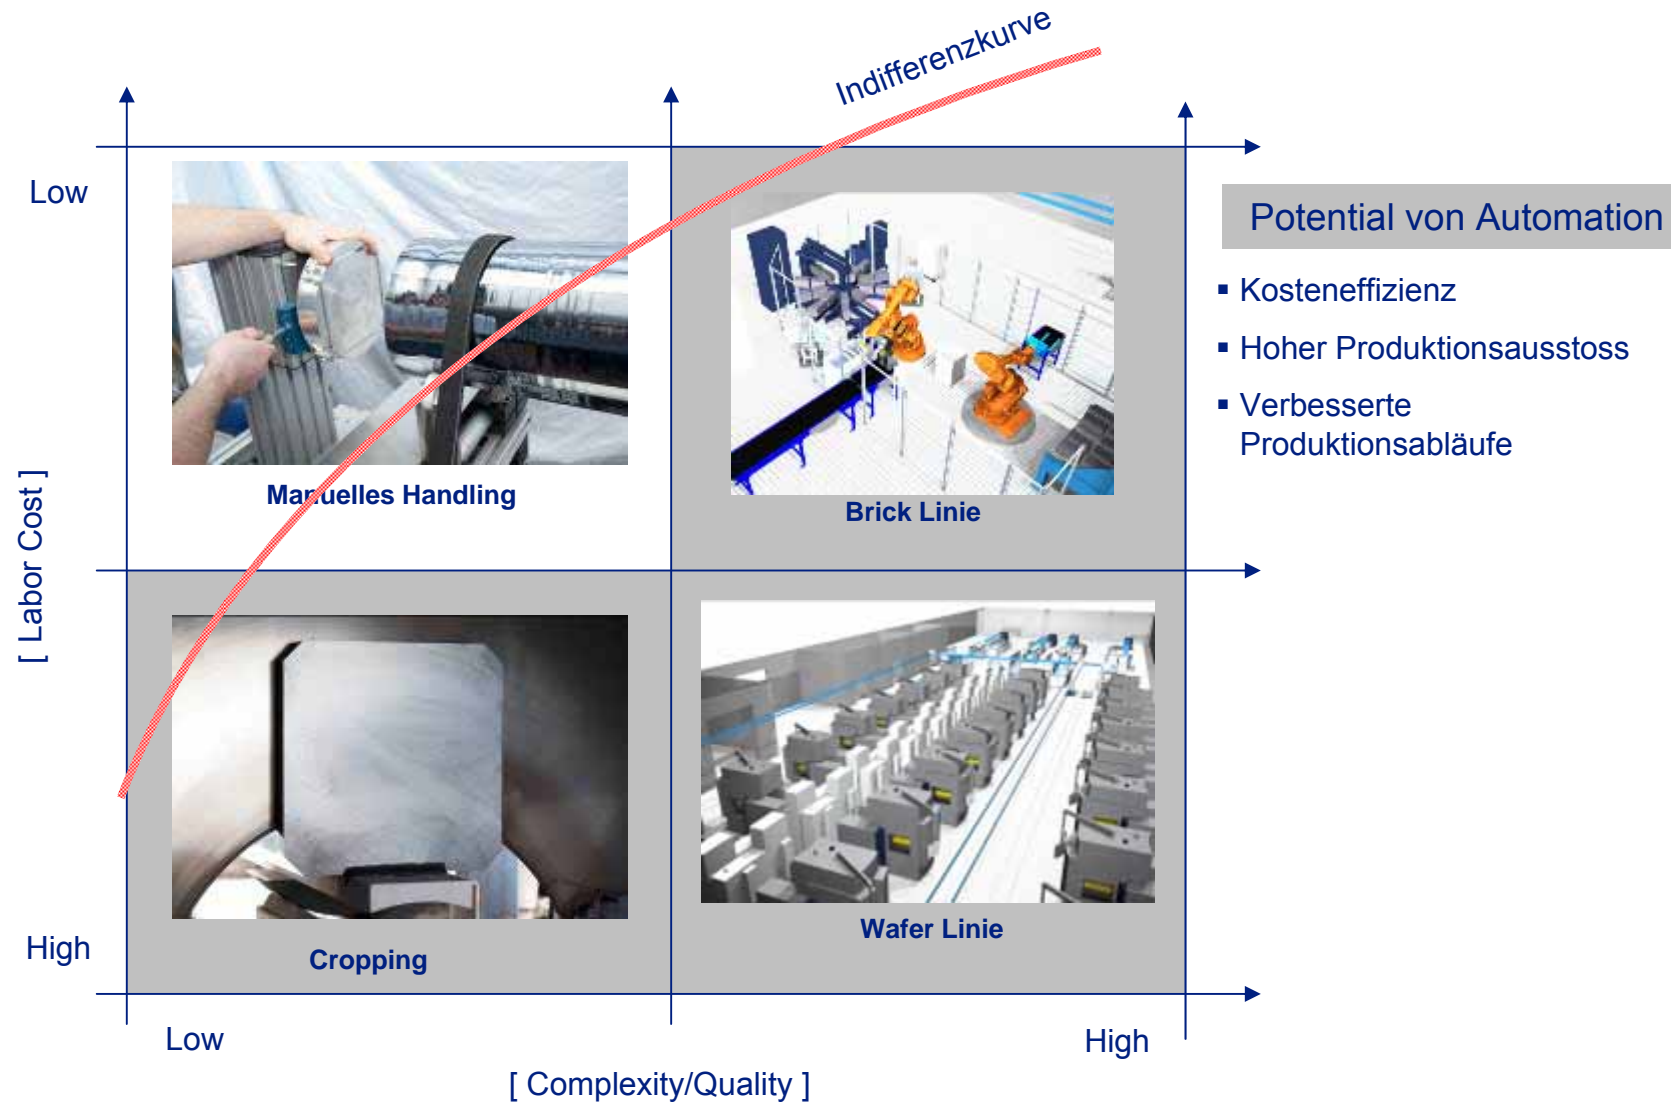 Indifferenzkurve
Low
Potential von Automation
▪ Kosteneffizienz
▪ Hoher Produktionsausstoss
▪ Verbesserte
Produktionsabläufe
Manuelles Handling
Brick Linie
[ Labor Cost ]
High
Cropping
Wafer Linie
Low
High
[ Complexity/Quality ]